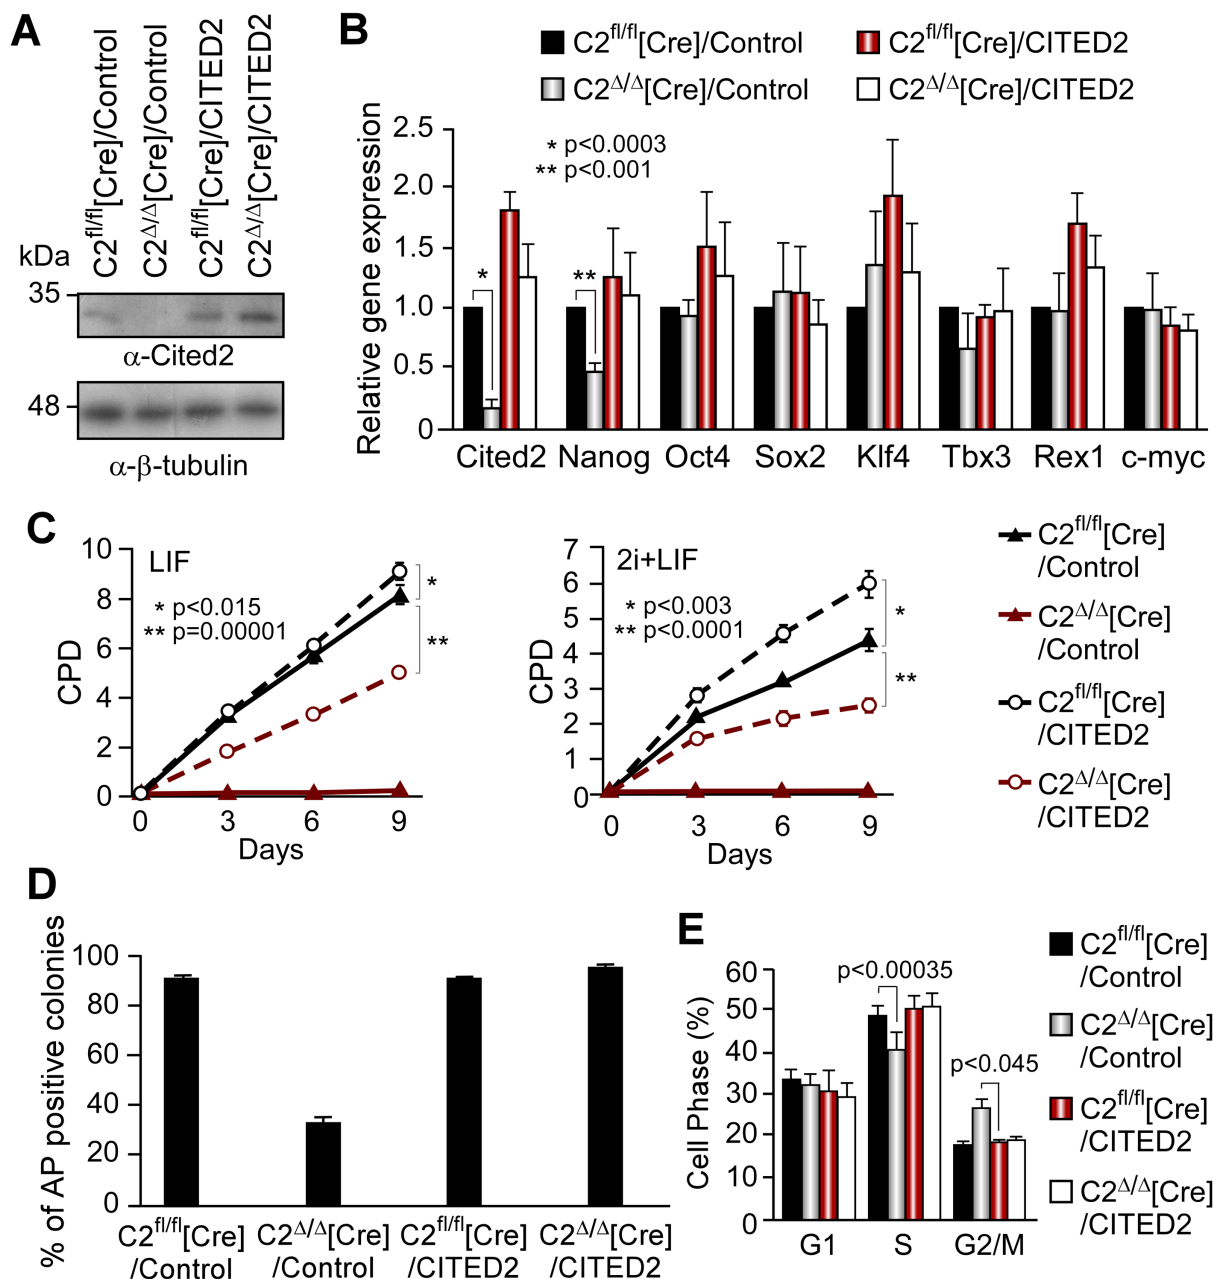 A
C2fl/fl[Cre]/Control
C2Δ/Δ[Cre]/Control
C2fl/fl[Cre]/CITED2
C2Δ/Δ[Cre]/CITED2
kDa
35
α-Cited2
48
α-β-tubulin
B
C2fl/fl[Cre]/Control
C2fl/fl[Cre]/CITED2
C2Δ/Δ[Cre]/Control
C2Δ/Δ[Cre]/CITED2
Relative gene expression
2.5
2.0
1.5
1.0
0.5
0
* p<0.0003
** p<0.001
*
**
Cited2 Nanog Oct4 Sox2 Klf4 Tbx3 Rex1 c-myc
C
CPD
10
8
6
4
2
0
LIF
* p<0.015
** p=0.00001
*
**
0 3 6 9
Days
CPD
7
6
5
4
3
2
1
0
2i+LIF
* p<0.003
** p<0.0001
*
**
0 3 6 9
Days
C2fl/fl[Cre]
/Control
C2Δ/Δ[Cre]
/Control
C2fl/fl[Cre]
/CITED2
C2Δ/Δ[Cre]
/CITED2
D
% of AP positive colonies
100
80
60
40
20
0
C2fl/fl[Cre]
/Control
C2Δ/Δ[Cre]
/Control
C2fl/fl[Cre]
/CITED2
C2Δ/Δ[Cre]
/CITED2
E
Cell Phase (%)
60
50
40
30
20
10
0
p<0.00035
p<0.045
G1 S G2/M
C2fl/fl[Cre]
/Control
C2Δ/Δ[Cre]
/Control
C2fl/fl[Cre]
/CITED2
C2Δ/Δ[Cre]
/CITED2